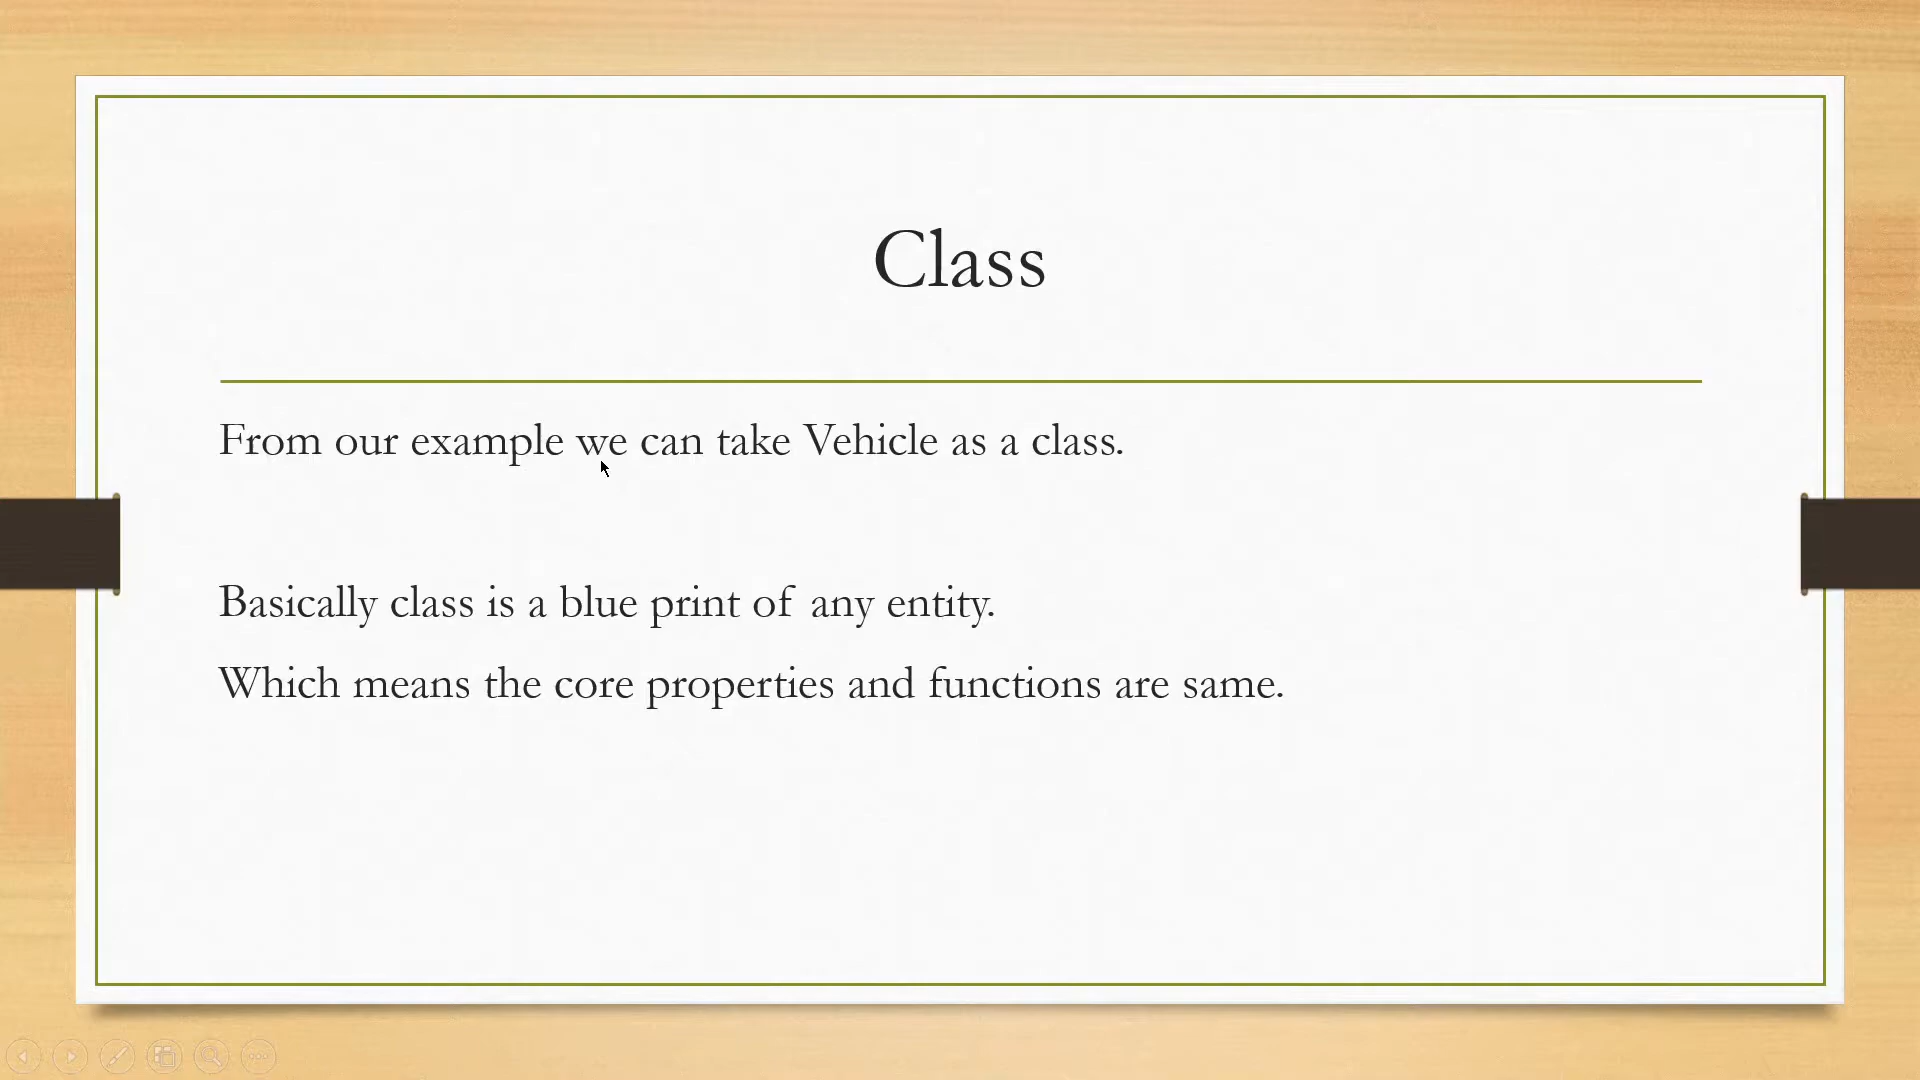 Class
From our example we can take Vehicle as a class.
Basically class is a blue print of any entity.
Which means the core properties and functions are same.